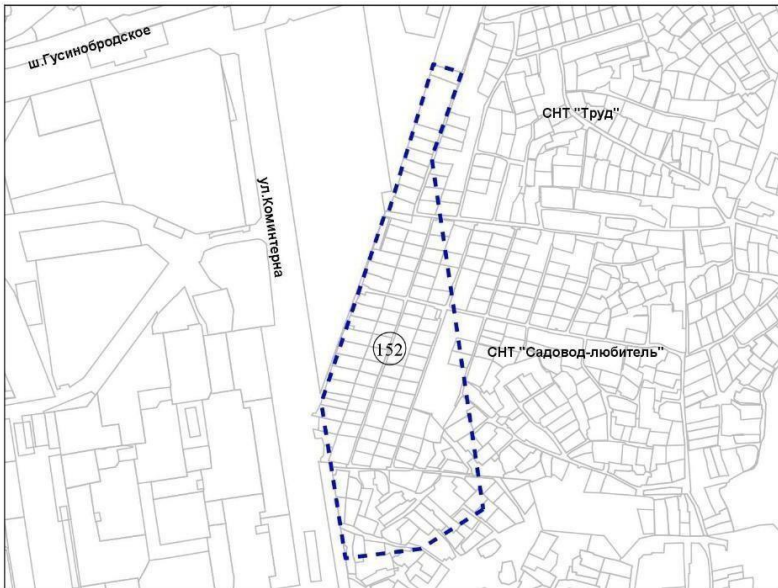 ш.Гусинобродское
СНТ "Труд"
ул.Коминтерна
152
СНТ "Садовод-любитель"